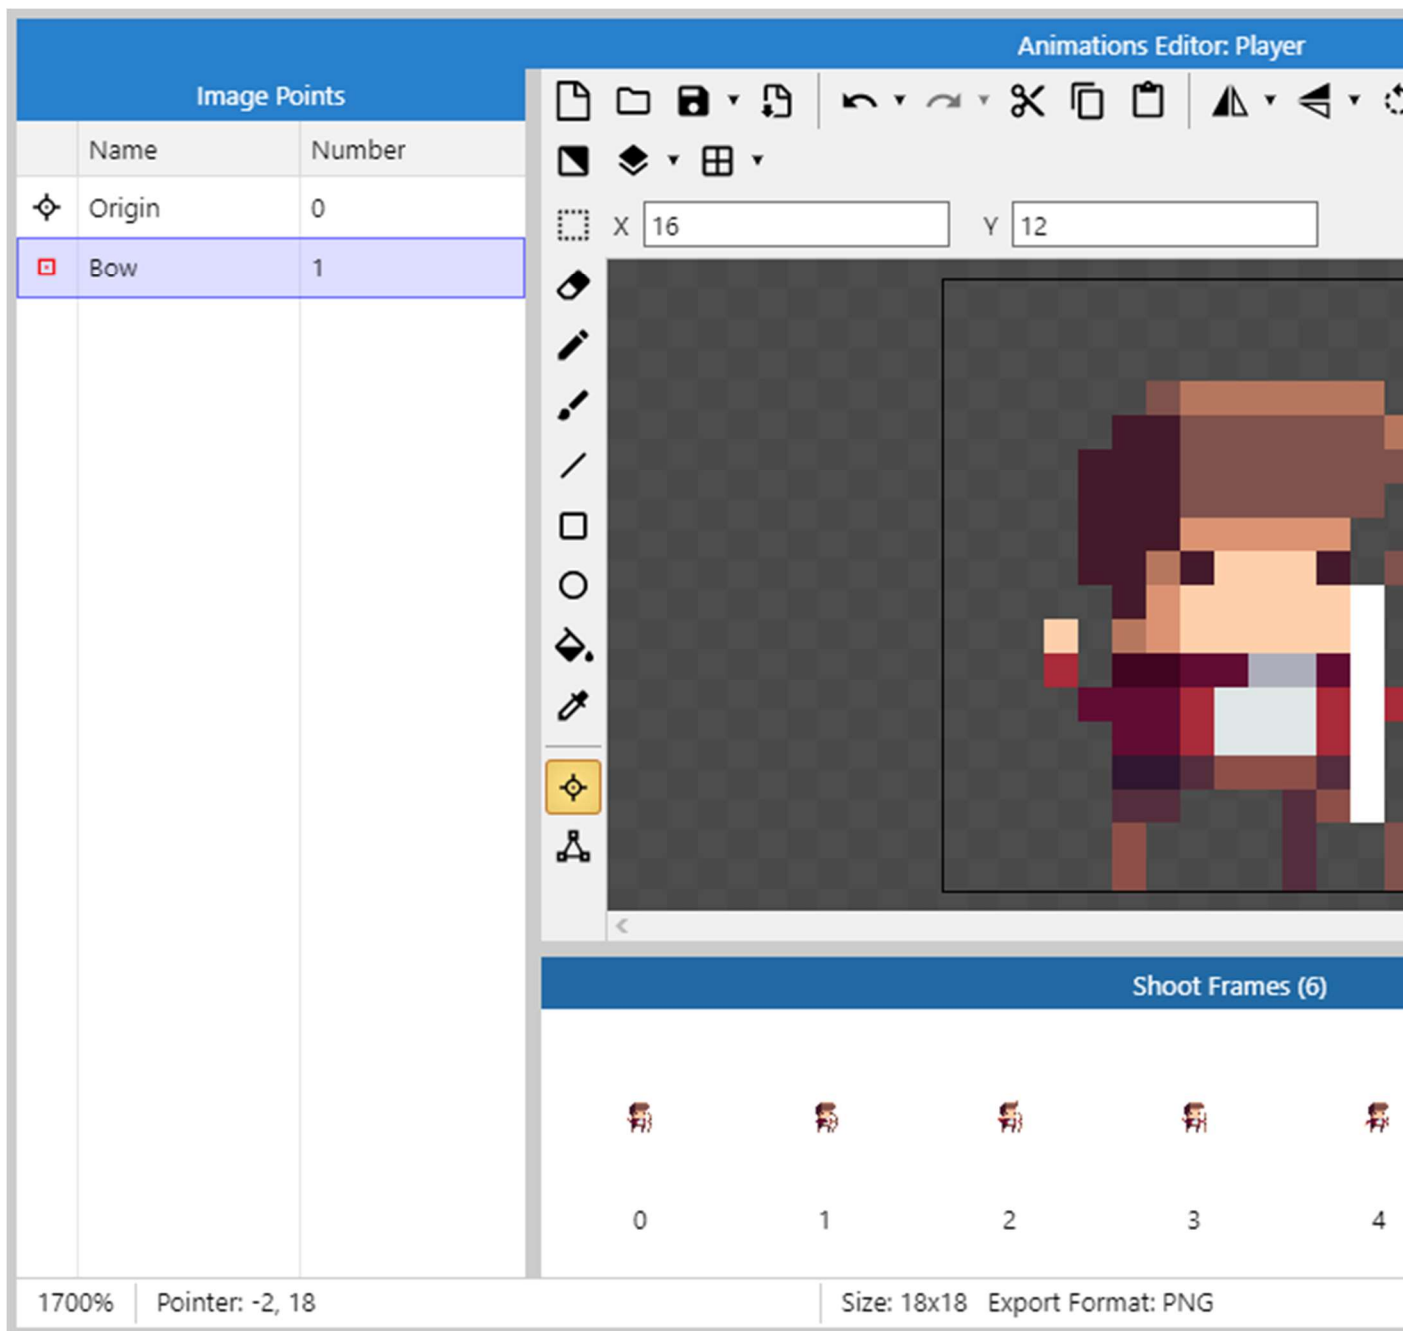 Animations Editor: Player
Image Points
Name Number
Origin 0
Bow 1
X 16 Y 12
Shoot Frames (6)
0 1 2 3 4
1700% Pointer: -2, 18 Size: 18x18 Export Format: PNG